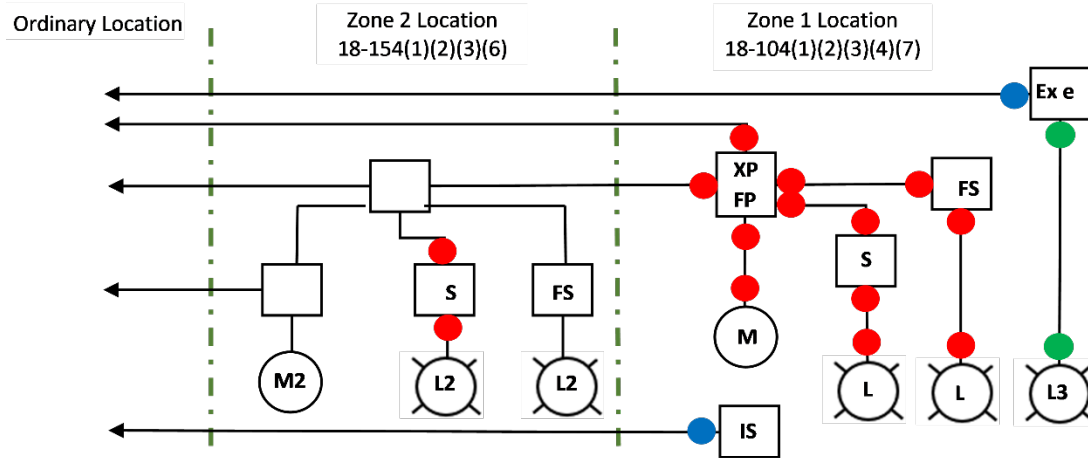 Ordinary Location
Zone 2 Location
18-154(1)(2)(3)(6)
Zone 1 Location
18-104(1)(2)(3)(4)(7)
Ex e
XP
FP
FS
S
S
FS
M
M2
L2
L2
L
L
L3
IS